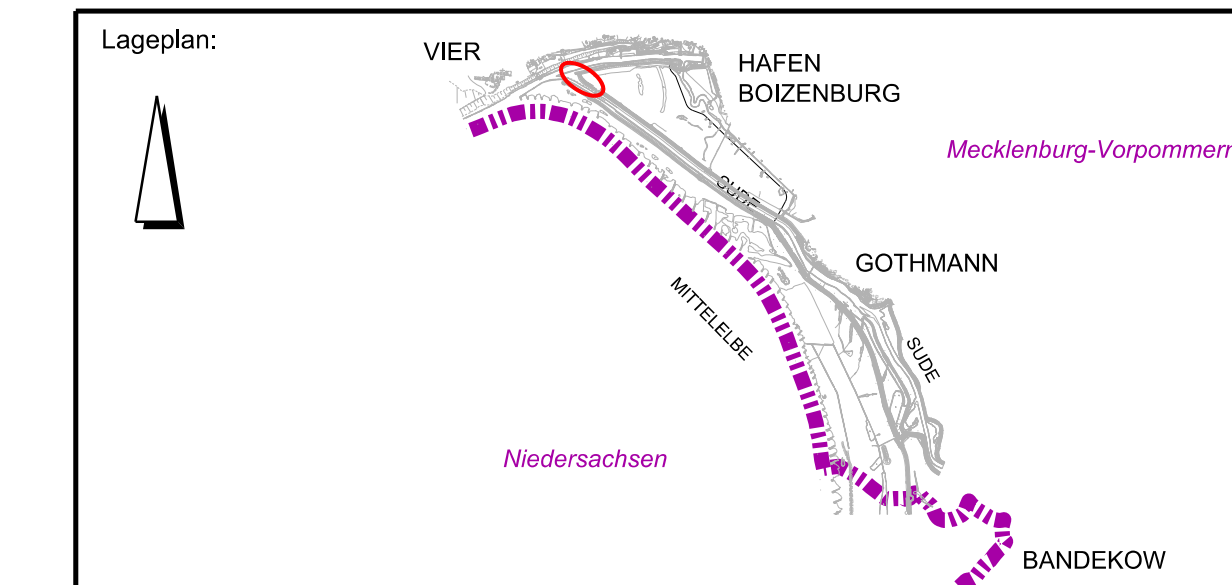 Lageplan:
VIER
HAFEN
BOIZENBURG
Mecklenburg-Vorpommern
SUDE
GOTHMANN
MITTELELBE
SUDE
Niedersachsen
BANDEKOW